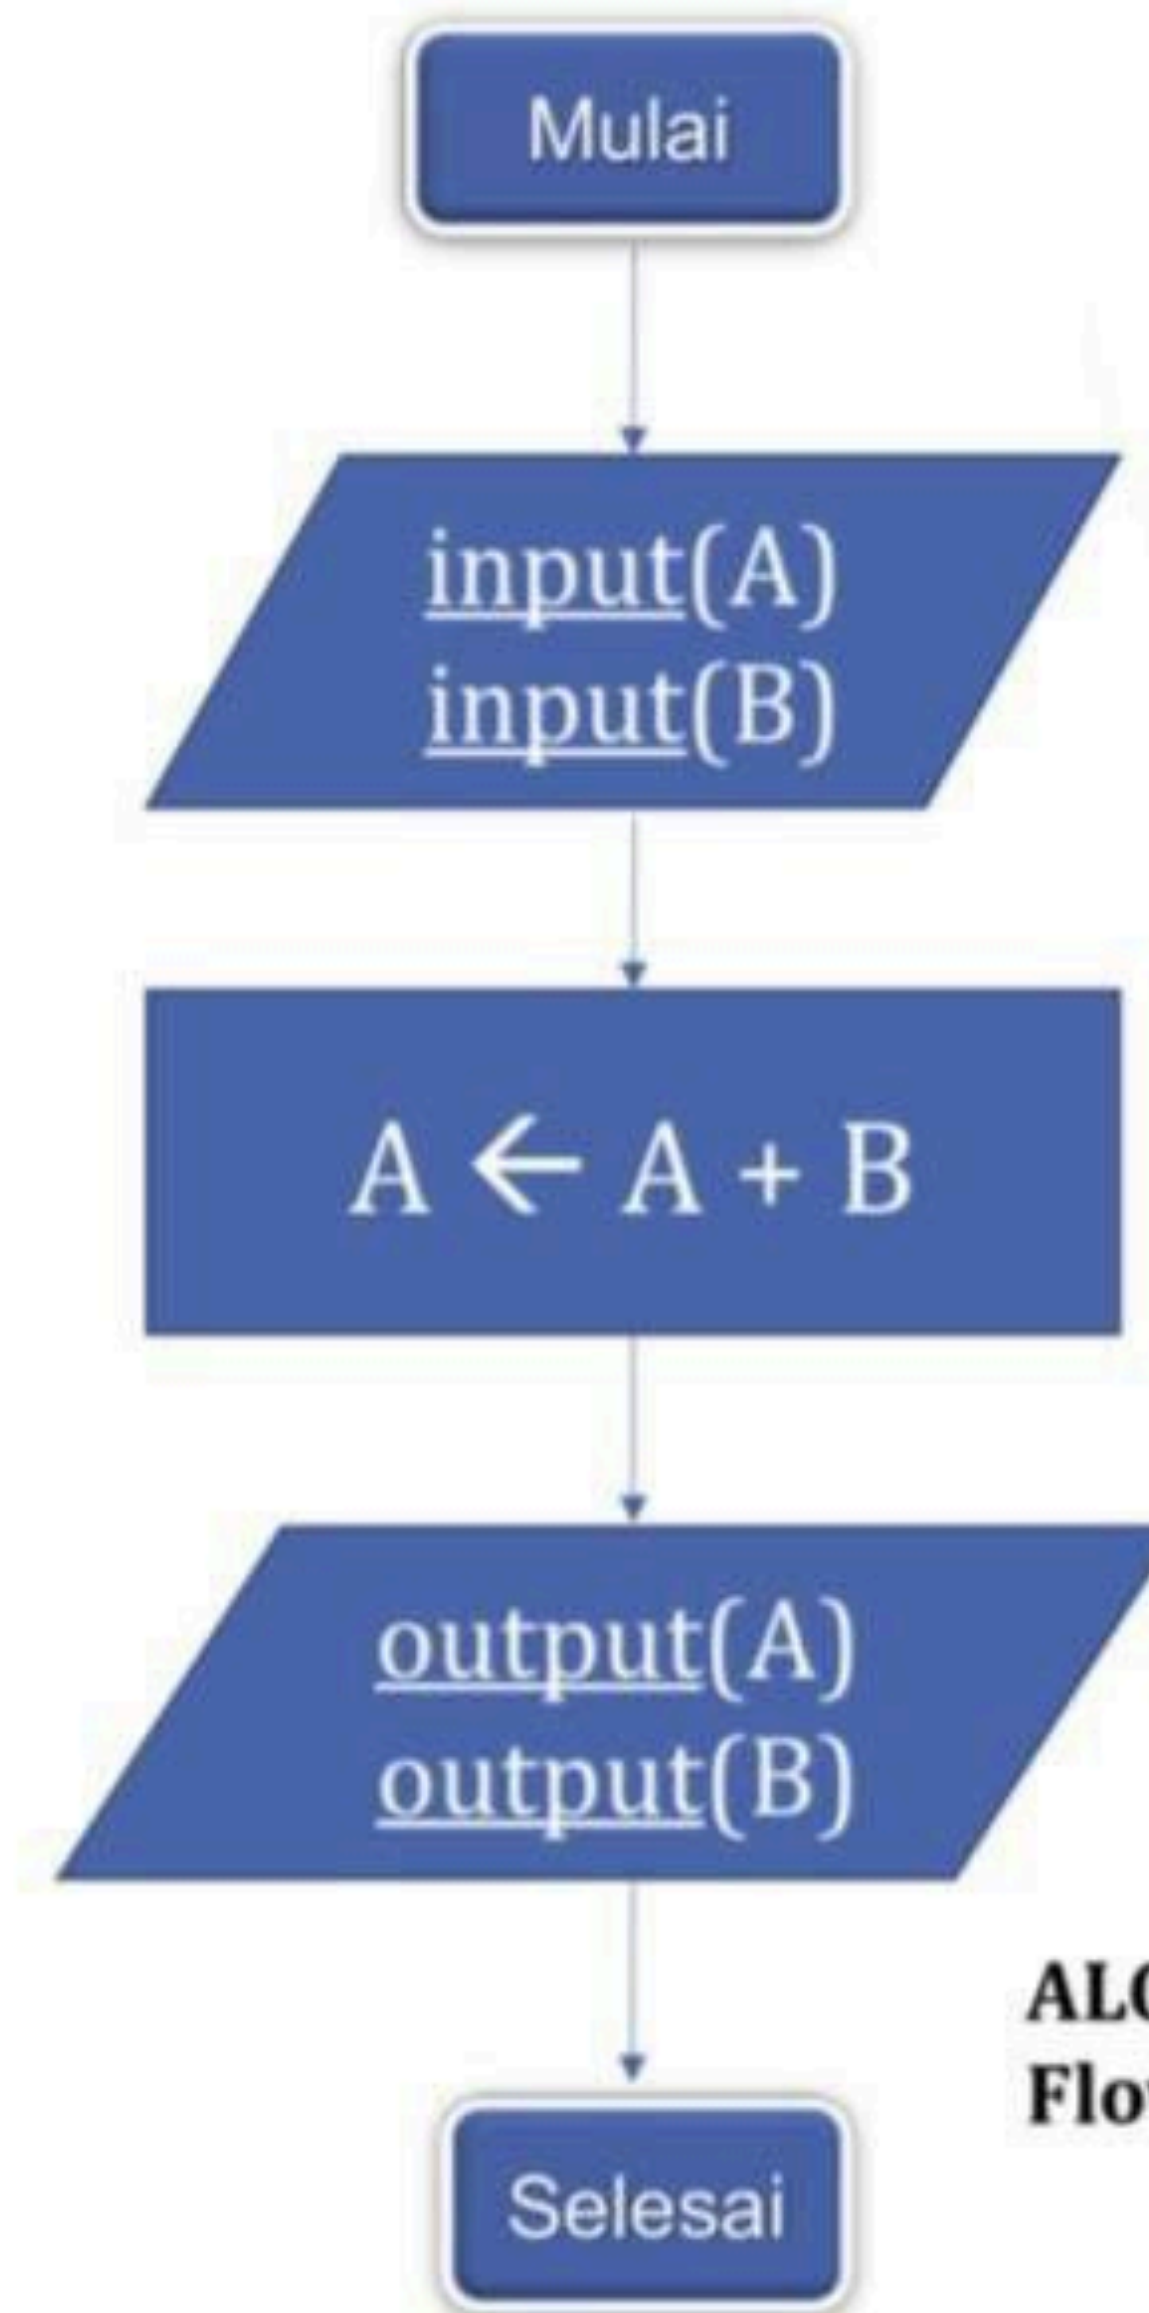 Mulai
input(A)
input(B)
A ← A + B
output(A)
output(B)
Selesai